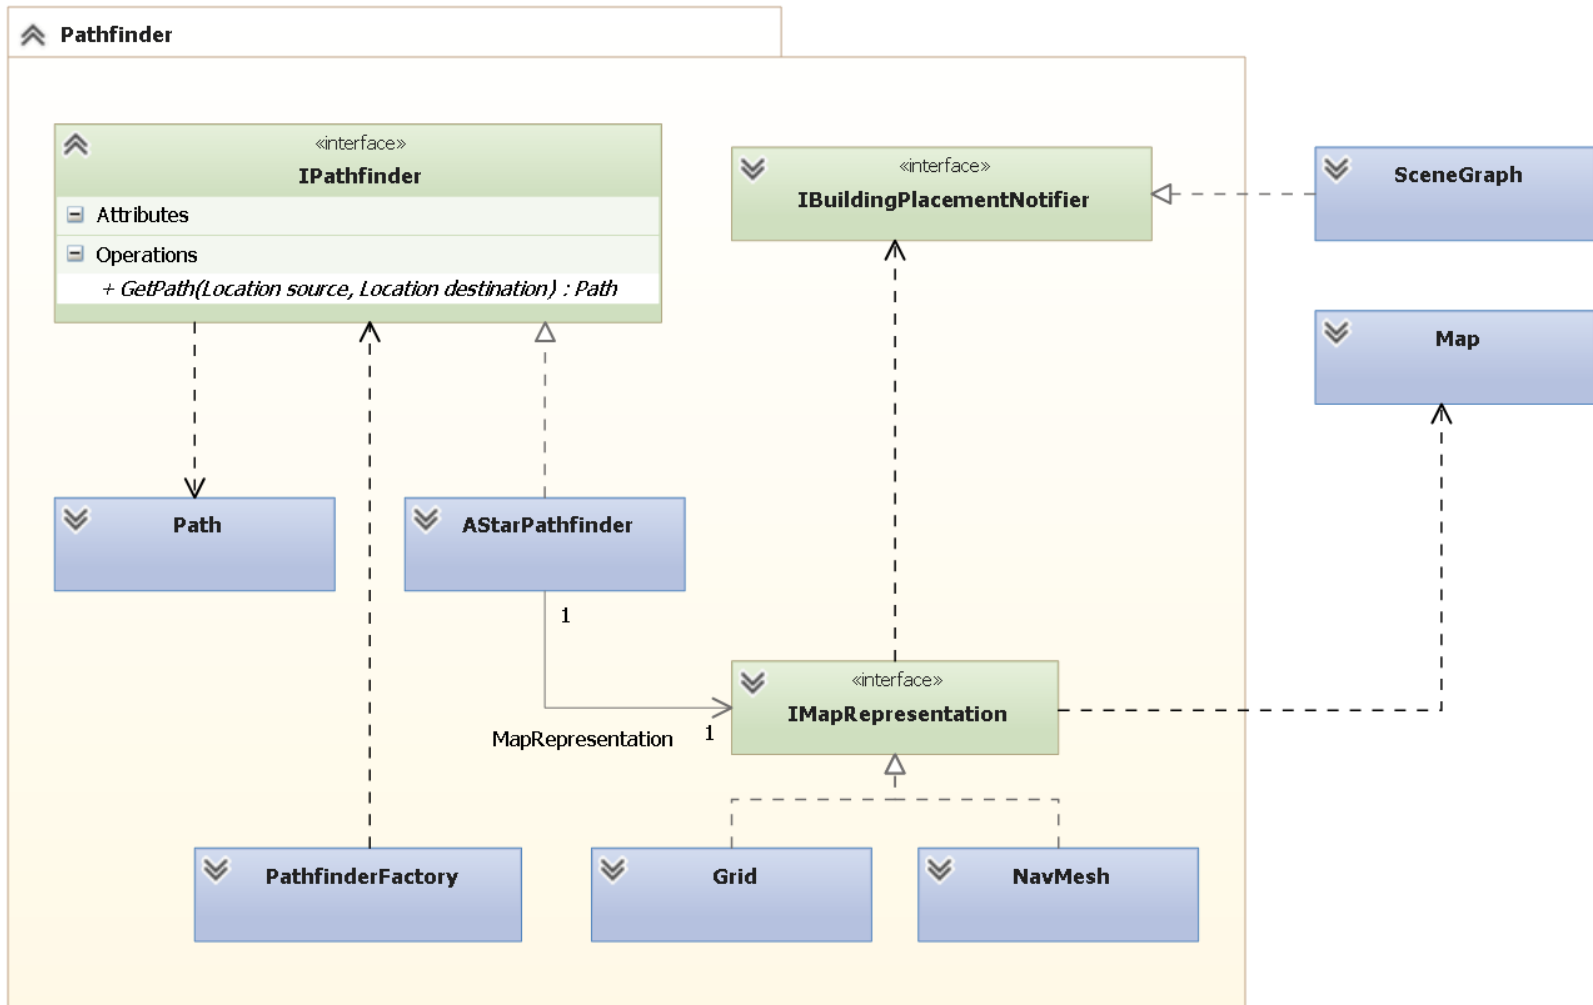 Pathfinder
«interface»
IPathfinder
Attributes
Operations
+ GetPath(Location source, Location destination) : Path
«interface»
IBuildingPlacementNotifier
SceneGraph
Map
Path
AStarPathfinder
1
MapRepresentation
1
«interface»
IMapRepresentation
PathfinderFactory
Grid
NavMesh